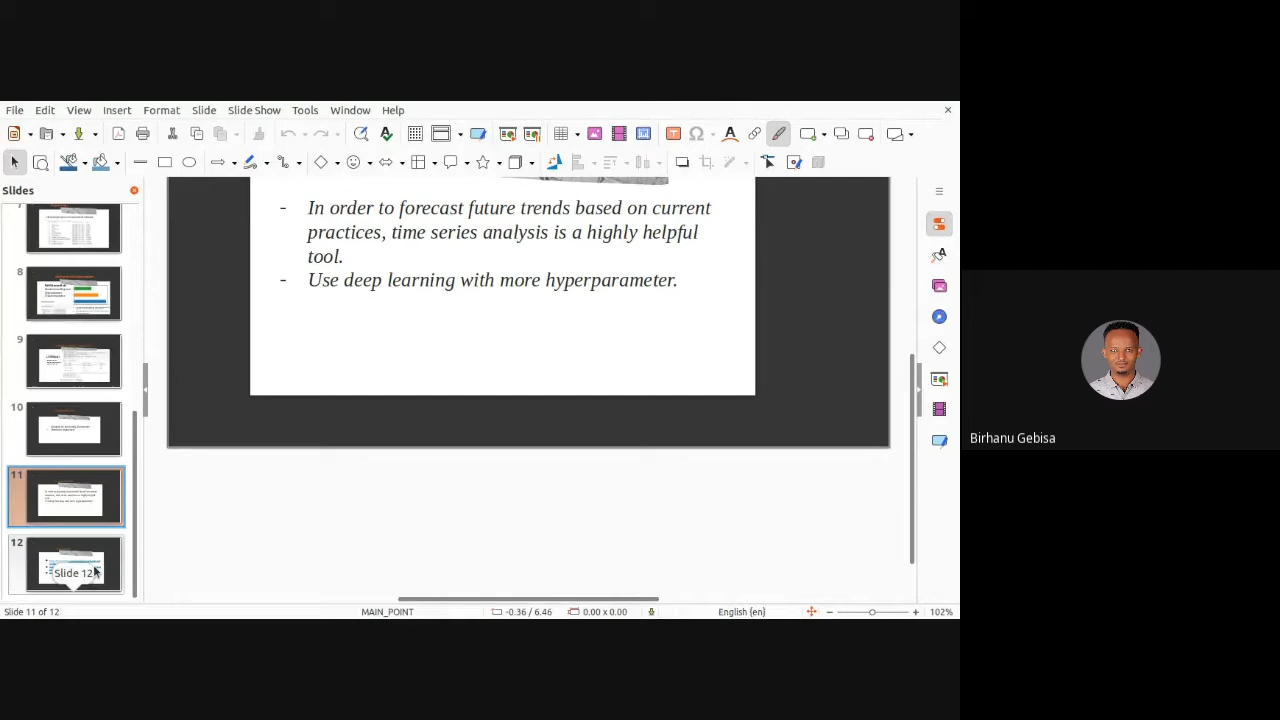 File Edit View Insert Format Slide Slide Show Tools Window Help
Slides
7
8
9
10
11
12
Slide 12
- In order to forecast future trends based on current
practices, time series analysis is a highly helpful
tool.
- Use deep learning with more hyperparameter.
Birhanu Gebisa
Slide 11 of 12
MAIN_POINT
-0.36 / 6.46
0.00 x 0.00
English {en}
102%